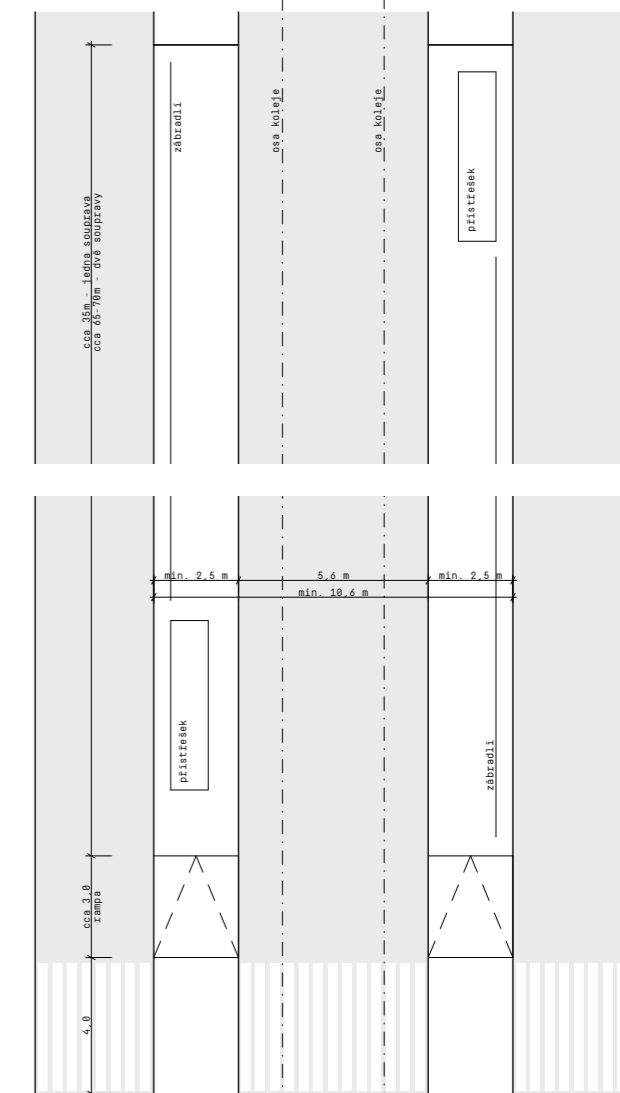 zábradlí
osa koleje
osa koleje
přístřešek
cca 35m - jedna souprava
cca 65-70m - dvě soupravy
min. 2,5 m
5,6 m
min. 2,5 m
min. 10,6 m
přístřešek
zábradlí
cca 3,0
rampa
4,0